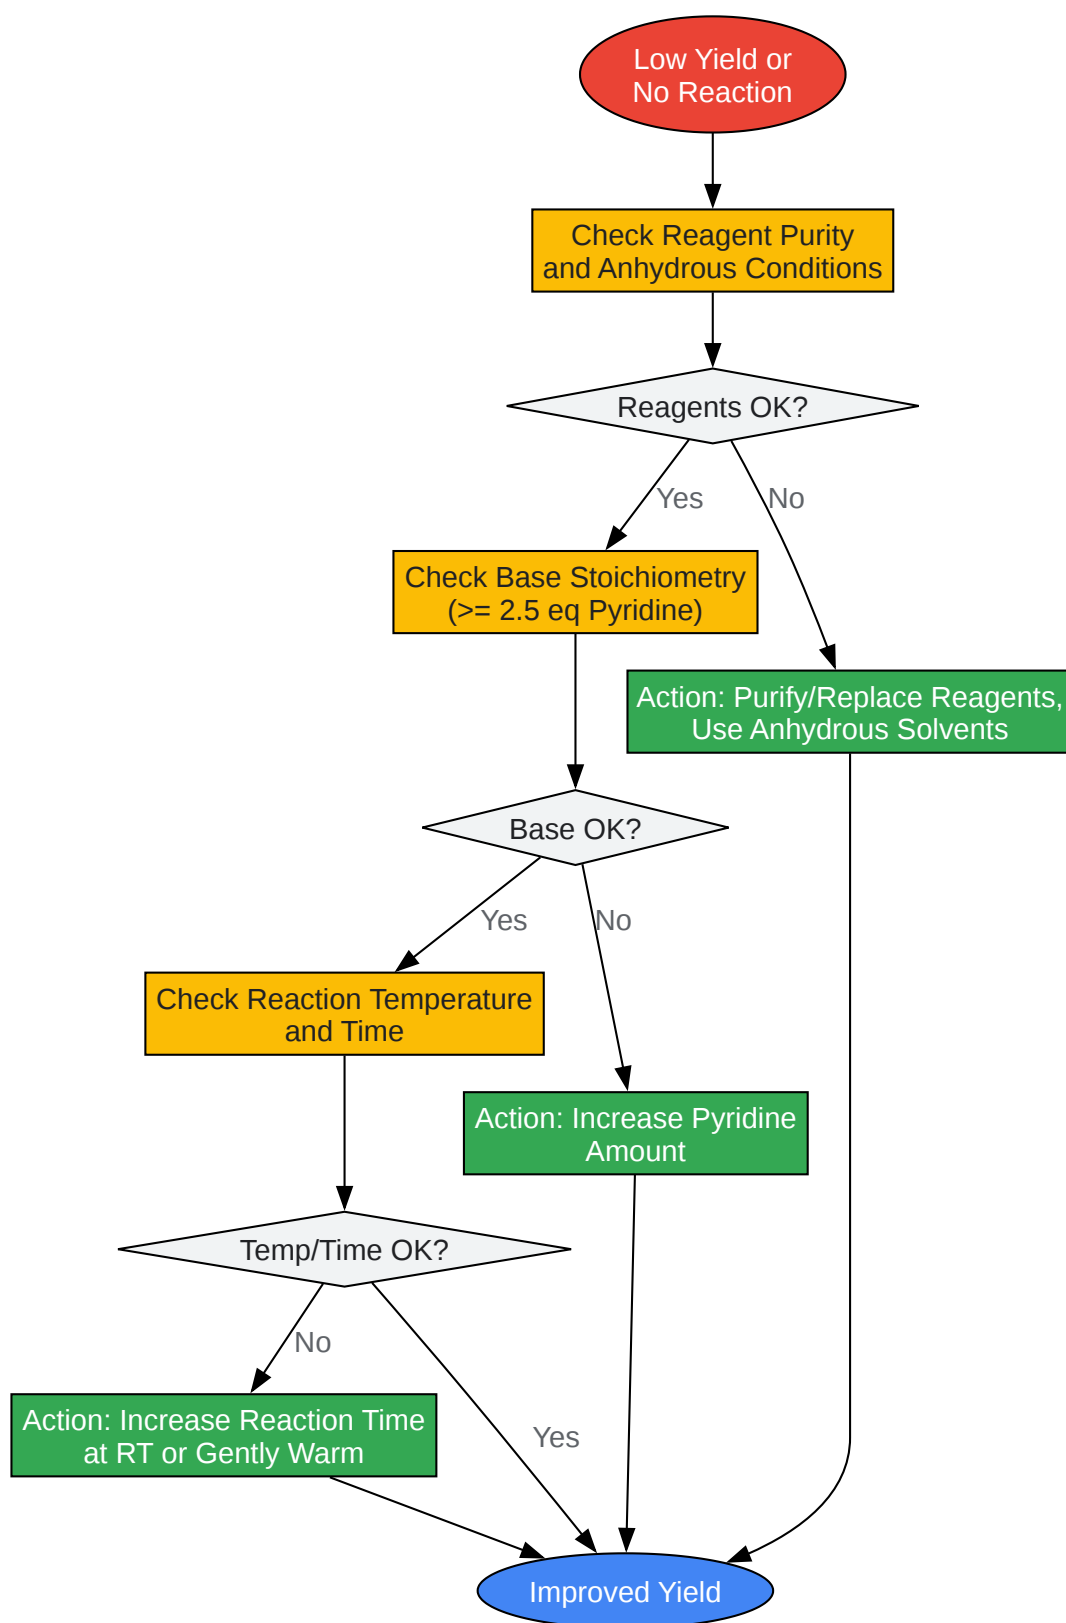 Low Yield or
No Reaction
Check Reagent Purity
and Anhydrous Conditions
Reagents OK?
Yes
No
Check Base Stoichiometry
(>= 2.5 eq Pyridine)
Action: Purify/Replace Reagents,
Use Anhydrous Solvents
Base OK?
Yes
No
Check Reaction Temperature
and Time
Action: Increase Pyridine
Amount
Temp/Time OK?
No
Action: Increase Reaction Time
at RT or Gently Warm
Yes
Improved Yield